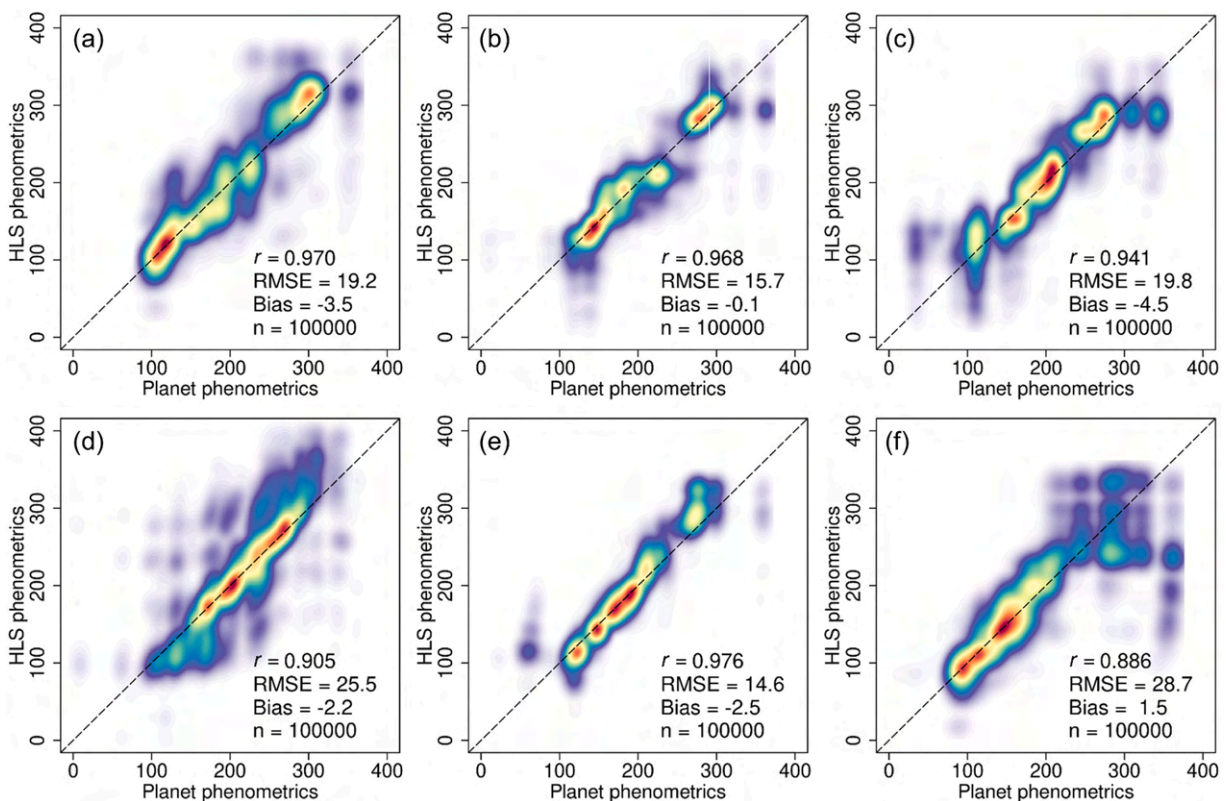 (a)
400
300
200
100
0
HLS phenometrics
r = 0.970
RMSE = 19.2
Bias = -3.5
n = 100000
0 100 200 300 400
Planet phenometrics
(b)
400
300
200
100
0
HLS phenometrics
r = 0.968
RMSE = 15.7
Bias = -0.1
n = 100000
0 100 200 300 400
Planet phenometrics
(c)
400
300
200
100
0
HLS phenometrics
r = 0.941
RMSE = 19.8
Bias = -4.5
n = 100000
0 100 200 300 400
Planet phenometrics
(d)
400
300
200
100
0
HLS phenometrics
r = 0.905
RMSE = 25.5
Bias = -2.2
n = 100000
0 100 200 300 400
Planet phenometrics
(e)
400
300
200
100
0
HLS phenometrics
r = 0.976
RMSE = 14.6
Bias = -2.5
n = 100000
0 100 200 300 400
Planet phenometrics
(f)
400
300
200
100
0
HLS phenometrics
r = 0.886
RMSE = 28.7
Bias = 1.5
n = 100000
0 100 200 300 400
Planet phenometrics